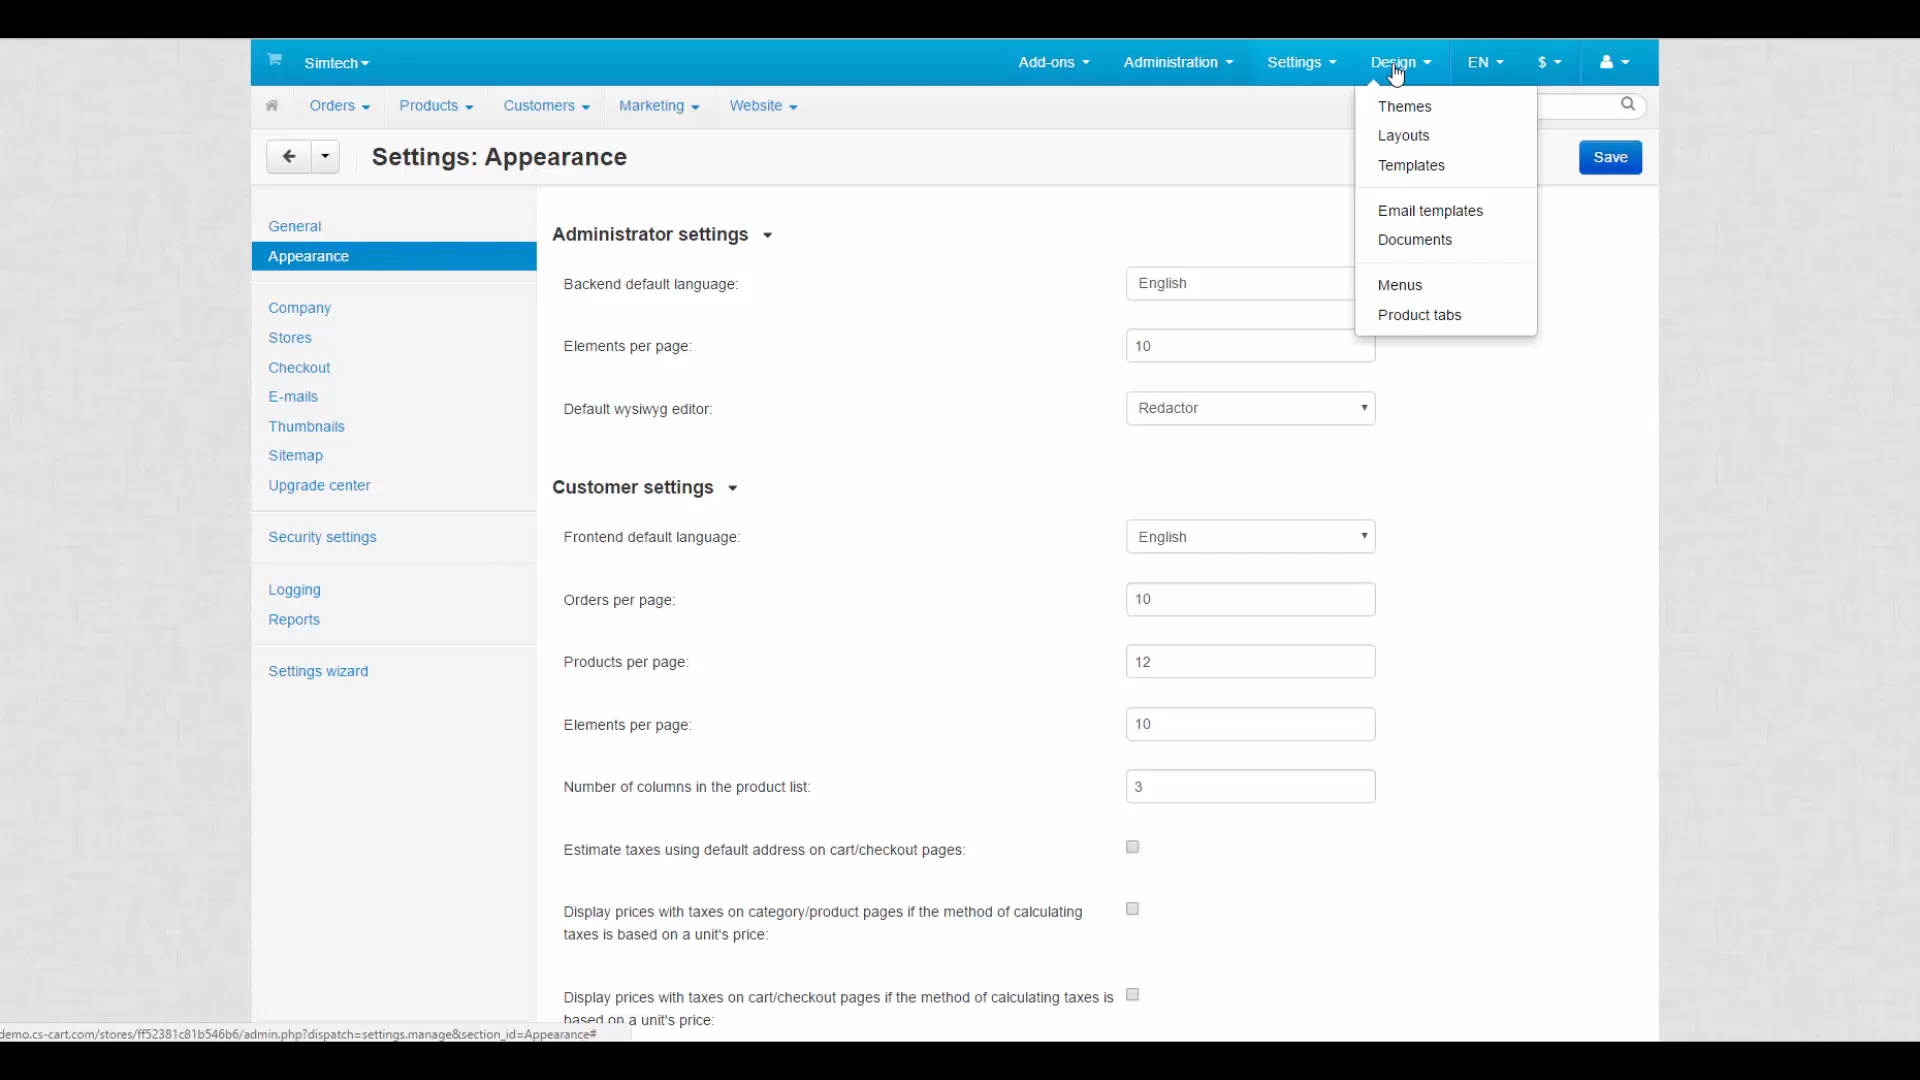 Simtech
Add-ons
Administration
Settings
Design
EN
$
Orders
Products
Customers
Marketing
Website
Themes
Layouts
Templates
Email templates
Documents
Menus
Product tabs
Settings: Appearance
Save
General
Appearance
Company
Stores
Checkout
E-mails
Thumbnails
Sitemap
Upgrade center
Security settings
Logging
Reports
Settings wizard
Administrator settings
Backend default language:
English
Elements per page:
10
Default wysiwyg editor:
Redactor
Customer settings
Frontend default language:
English
Orders per page:
10
Products per page:
12
Elements per page:
10
Number of columns in the product list:
3
Estimate taxes using default address on cart/checkout pages:
Display prices with taxes on category/product pages if the method of calculating
taxes is based on a unit's price:
Display prices with taxes on cart/checkout pages if the method of calculating taxes is
based on a unit's price:
demo.cs-cart.com/stores/ff52381c81b546b6/admin.php?dispatch=settings.manage&section_id=Appearance#